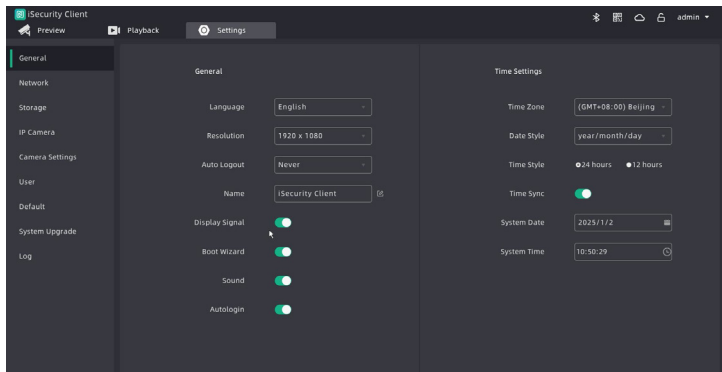 iSecurity Client
Preview
Playback
Settings
admin
General
Network
Storage
IP Camera
Camera Settings
User
Default
System Upgrade
Log
General
Language English
Resolution 1920 x 1080
Auto Logout Never
Name iSecurity Client
Display Signal
Boot Wizard
Sound
Autologin
Time Settings
Time Zone (GMT+08:00) Beijing
Date Style year/month/day
Time Style 24 hours 12 hours
Time Sync
System Date 2025/1/2
System Time 10:50:29